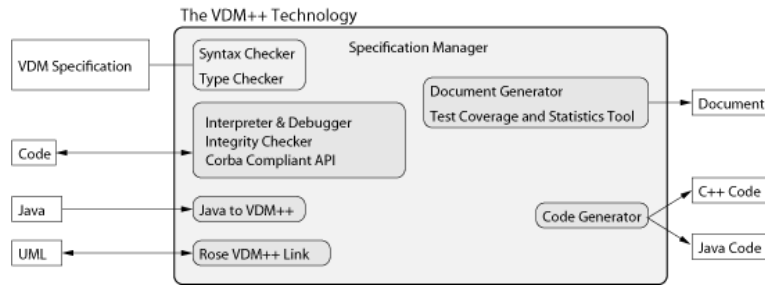 The VDM++ Technology
VDM Specification
Syntax Checker
Type Checker
Specification Manager
Document Generator
Test Coverage and Statistics Tool
Document
Interpreter & Debugger
Integrity Checker
Corba Compliant API
Code
Java
Java to VDM++
Code Generator
C++ Code
Java Code
UML
Rose VDM++ Link